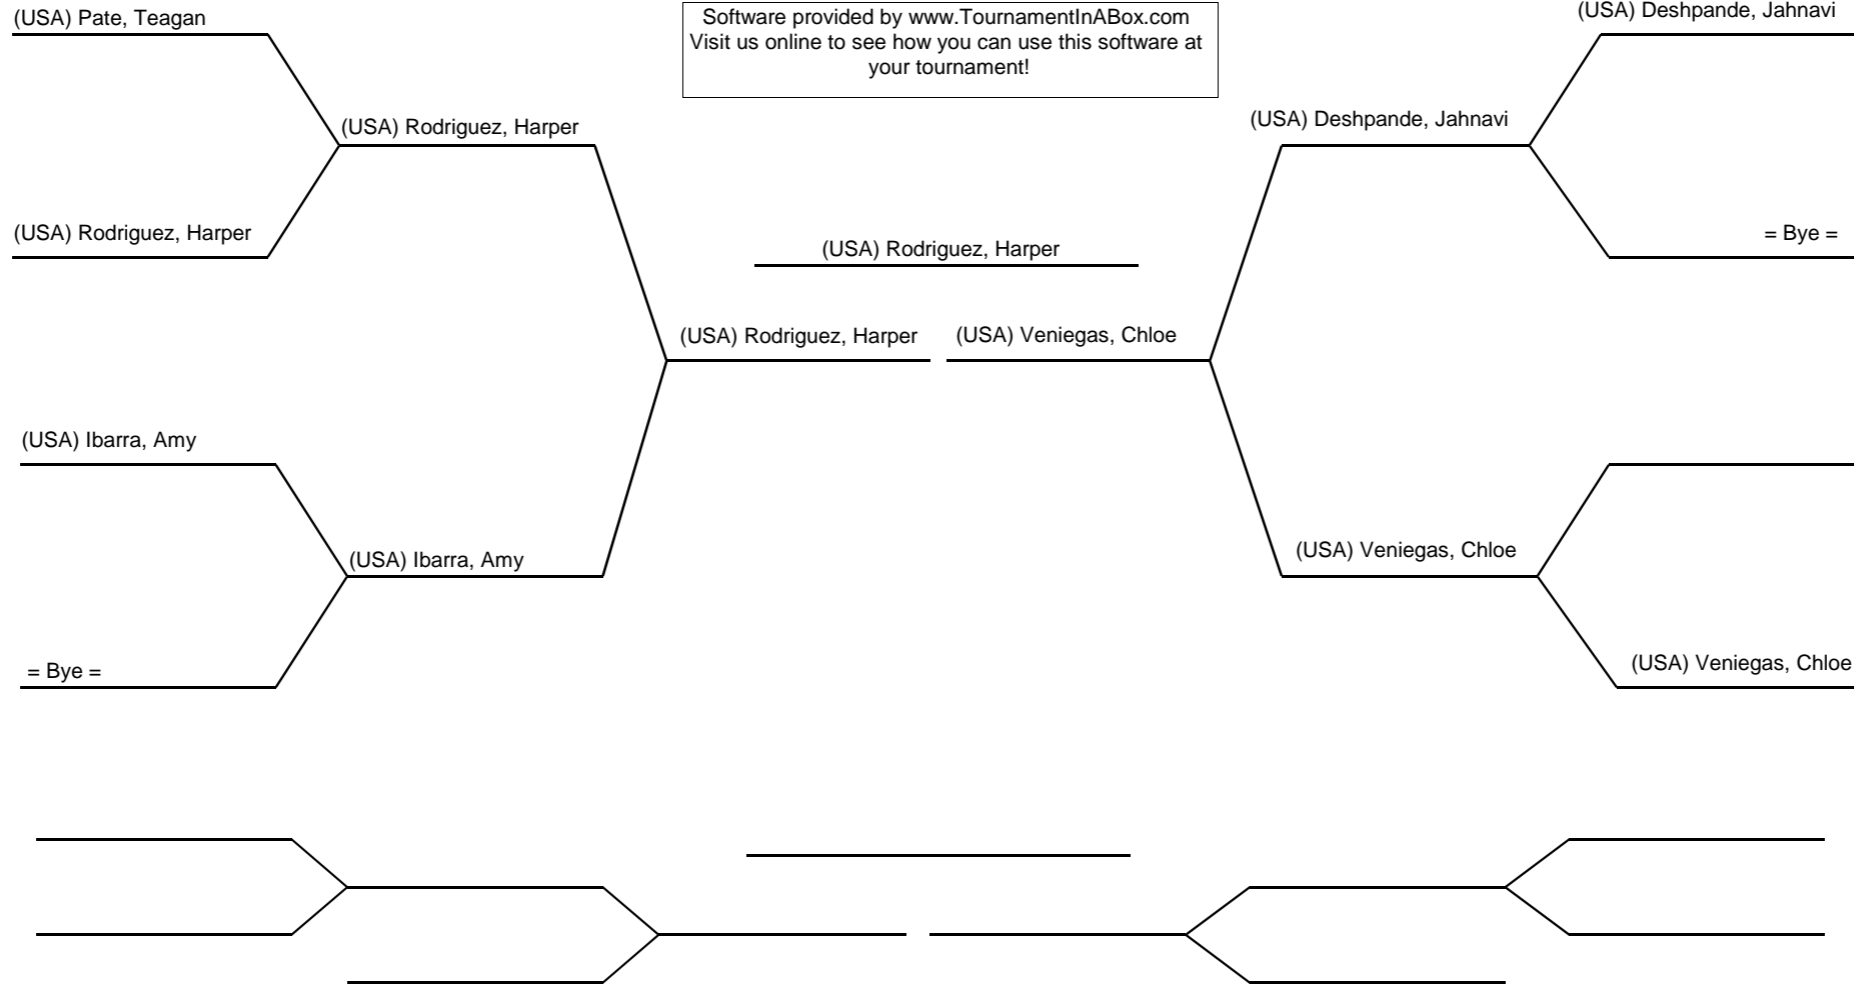 (USA) Pate, Teagan
Software provided by www.TournamentInABox.com
Visit us online to see how you can use this software at
your tournament!
(USA) Deshpande, Jahnavi
(USA) Rodriguez, Harper
(USA) Deshpande, Jahnavi
(USA) Rodriguez, Harper
(USA) Rodriguez, Harper
= Bye =
(USA) Rodriguez, Harper
(USA) Veniegas, Chloe
(USA) Ibarra, Amy
(USA) Ibarra, Amy
(USA) Veniegas, Chloe
= Bye =
(USA) Veniegas, Chloe